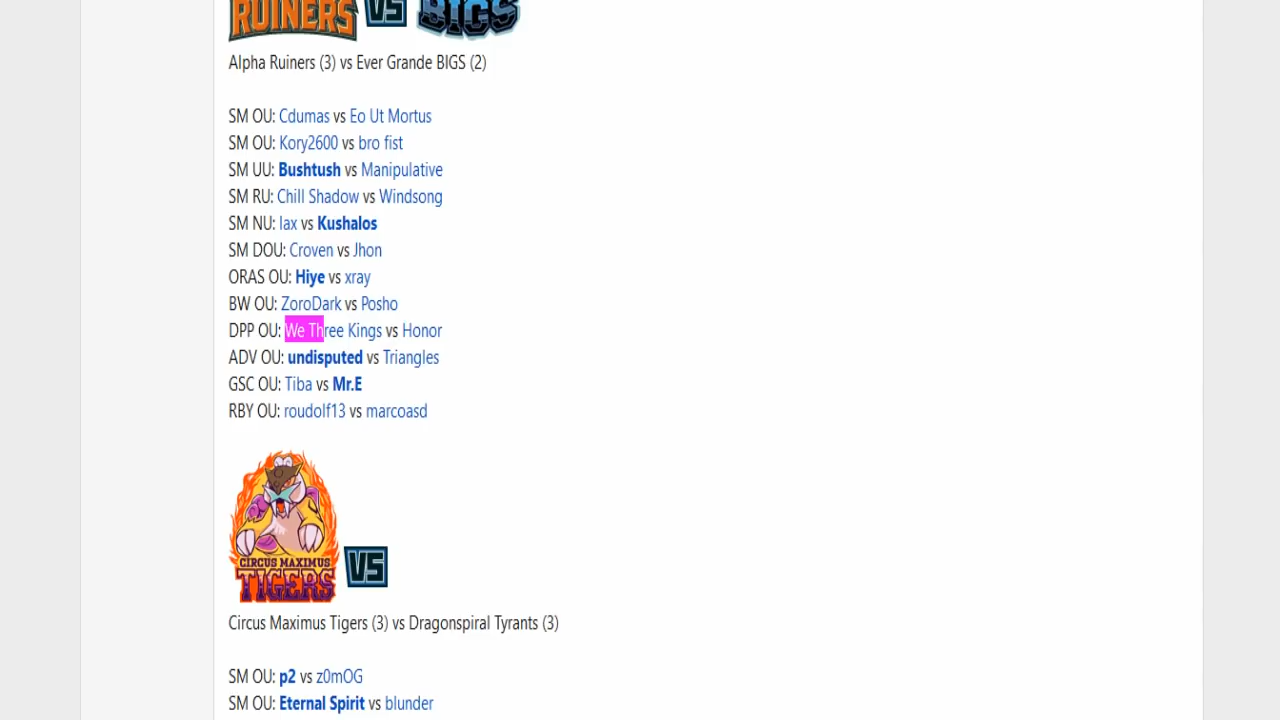 RUINERS VS BIGS
Alpha Ruiners (3) vs Ever Grande BIGS (2)
SM OU: Cdumas vs Eo Ut Mortus
SM OU: Kory2600 vs bro fist
SM UU: Bushtush vs Manipulative
SM RU: Chill Shadow vs Windsong
SM NU: lax vs Kushalos
SM DOU: Croven vs Jhon
ORAS OU: Hiye vs xray
BW OU: ZoroDark vs Posho
DPP OU: We Three Kings vs Honor
ADV OU: undisputed vs Triangles
GSC OU: Tiba vs Mr.E
RBY OU: roudolf13 vs marcoasd
CIRCUS MAXIMUS
TIGERS
VS
Circus Maximus Tigers (3) vs Dragonspiral Tyrants (3)
SM OU: p2 vs z0mOG
SM OU: Eternal Spirit vs blunder